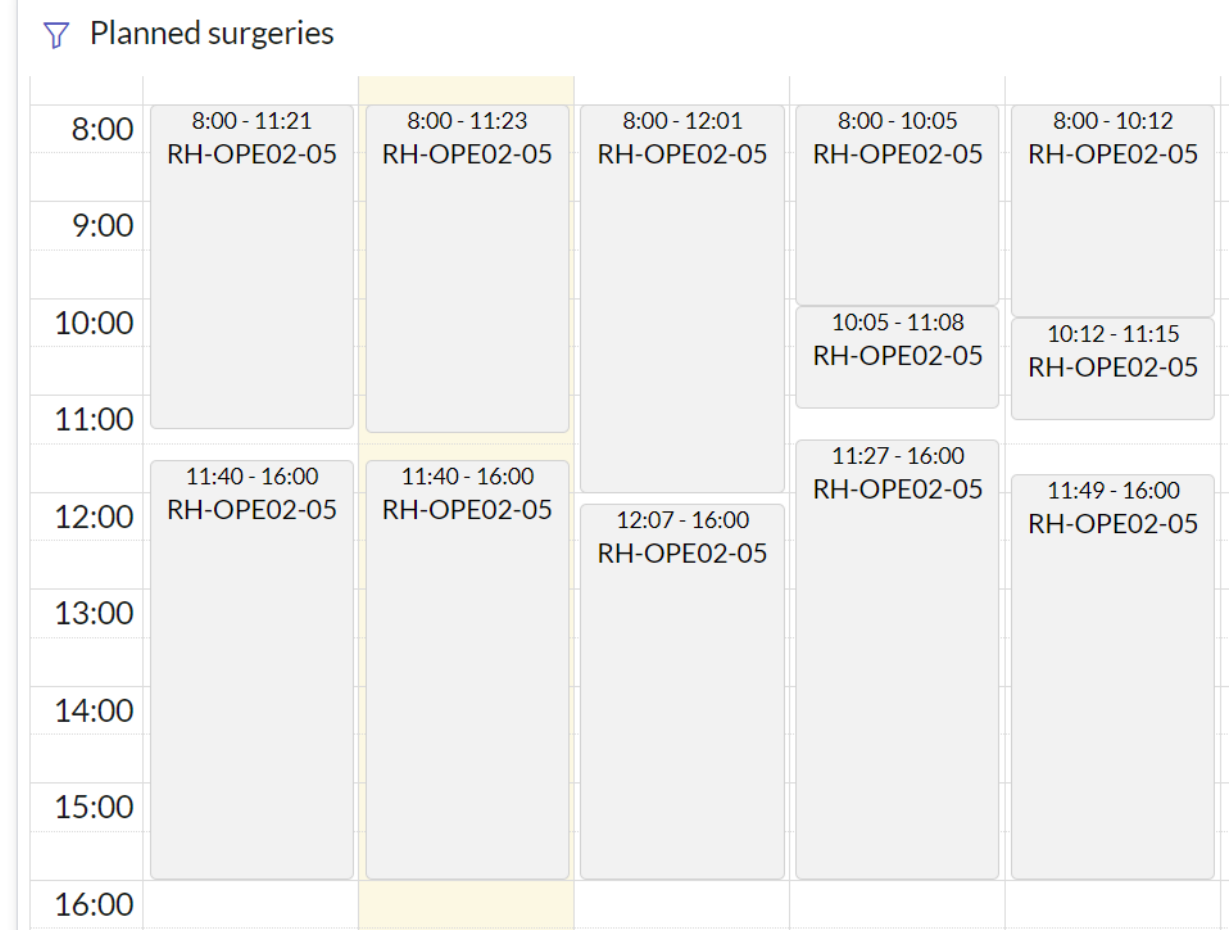 Planned surgeries
8:00
9:00
10:00
11:00
12:00
13:00
14:00
15:00
16:00
8:00 - 11:21
RH-OPE02-05
11:40 - 16:00
RH-OPE02-05
8:00 - 11:23
RH-OPE02-05
11:40 - 16:00
RH-OPE02-05
8:00 - 12:01
RH-OPE02-05
12:07 - 16:00
RH-OPE02-05
8:00 - 10:05
RH-OPE02-05
10:05 - 11:08
RH-OPE02-05
11:27 - 16:00
RH-OPE02-05
8:00 - 10:12
RH-OPE02-05
10:12 - 11:15
RH-OPE02-05
11:49 - 16:00
RH-OPE02-05